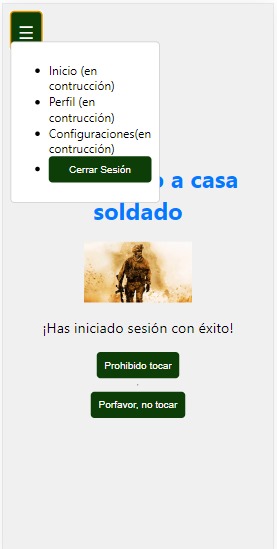 ☰
Inicio (en
contrucción)
Perfil (en
contrucción)
Configuraciones(en
contrucción)
Cerrar Sesión
a casa
soldado
¡Has iniciado sesión con éxito!
Prohibido tocar
.
Porfavor, no tocar